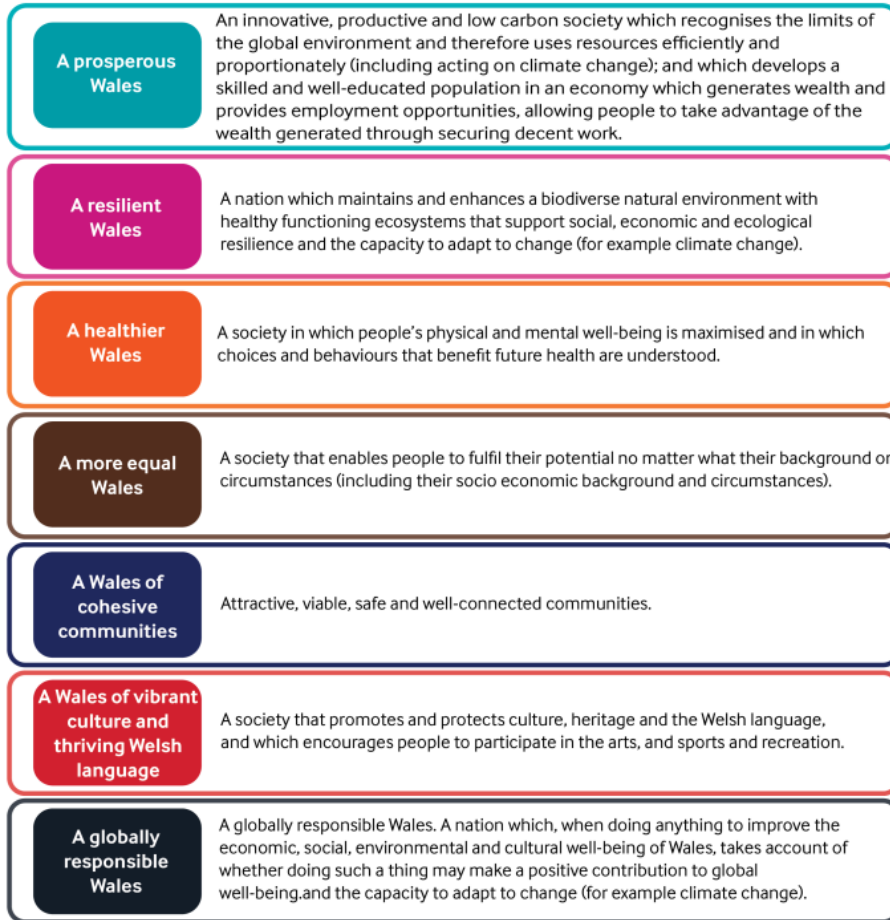 A prosperous
Wales
An innovative, productive and low carbon society which recognises the limits of
the global environment and therefore uses resources efficiently and
proportionately (including acting on climate change); and which develops a
skilled and well-educated population in an economy which generates wealth and
provides employment opportunities, allowing people to take advantage of the
wealth generated through securing decent work.
A resilient
Wales
A nation which maintains and enhances a biodiverse natural environment with
healthy functioning ecosystems that support social, economic and ecological
resilience and the capacity to adapt to change (for example climate change).
A healthier
Wales
A society in which people’s physical and mental well-being is maximised and in which
choices and behaviours that benefit future health are understood.
A more equal
Wales
A society that enables people to fulfil their potential no matter what their background or
circumstances (including their socio economic background and circumstances).
A Wales of
cohesive
communities
Attractive, viable, safe and well-connected communities.
A Wales of vibrant
culture and
thriving Welsh
language
A society that promotes and protects culture, heritage and the Welsh language,
and which encourages people to participate in the arts, and sports and recreation.
A globally
responsible
Wales
A globally responsible Wales. A nation which, when doing anything to improve the
economic, social, environmental and cultural well-being of Wales, takes account of
whether doing such a thing may make a positive contribution to global
well-being.and the capacity to adapt to change (for example climate change).